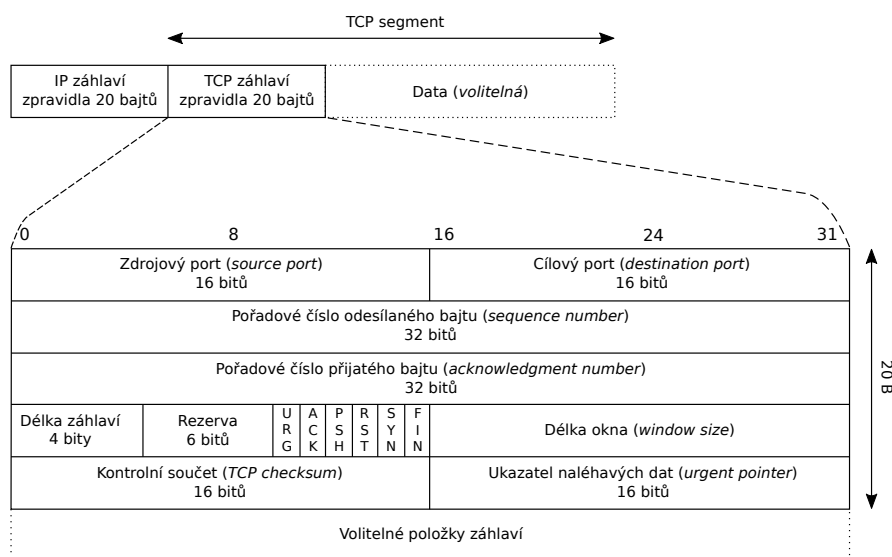 TCP segment
IP záhlaví
zpravidla 20 bajtů
TCP záhlaví
zpravidla 20 bajtů
Data (volitelná)
0 8 16 24 31
Zdrojový port (source port)
16 bitů
Cílový port (destination port)
16 bitů
Pořadové číslo odesílaného bajtu (sequence number)
32 bitů
Pořadové číslo přijatého bajtu (acknowledgment number)
32 bitů
20 B
Délka záhlaví
4 bity
Rezerva
6 bitů
URG
ACK
PSH
RST
SYN
FIN
Délka okna (window size)
Kontrolní součet (TCP checksum)
16 bitů
Ukazatel naléhavých dat (urgent pointer)
16 bitů
Volitelné položky záhlaví